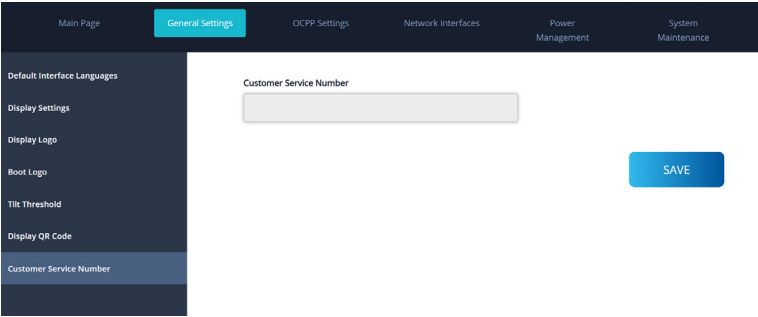 Main Page
General Settings
OCPP Settings
Network Interfaces
Power
Management
System
Maintenance
Default Interface Languages
Display Settings
Display Logo
Boot Logo
Tilt Threshold
Display QR Code
Customer Service Number
Customer Service Number
SAVE